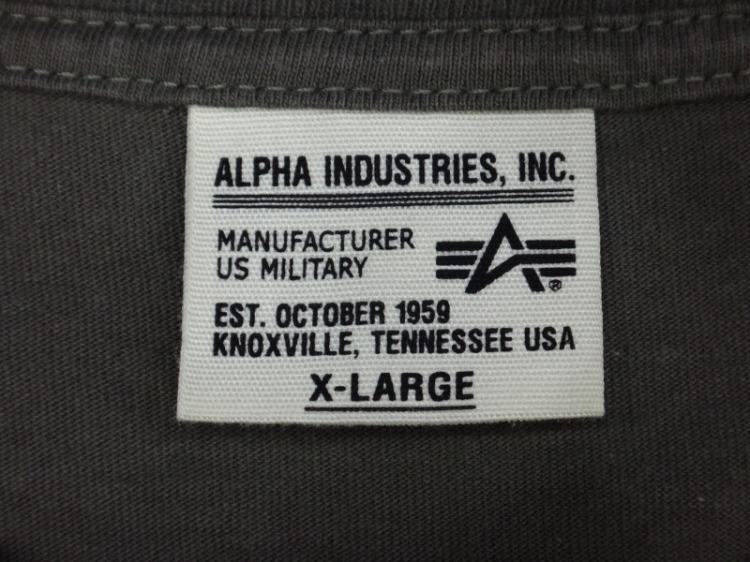 ALPHA INDUSTRIES, INC.
MANUFACTURER
US MILITARY
®
EST. OCTOBER 1959
KNOXVILLE, TENNESSEE USA
X-LARGE